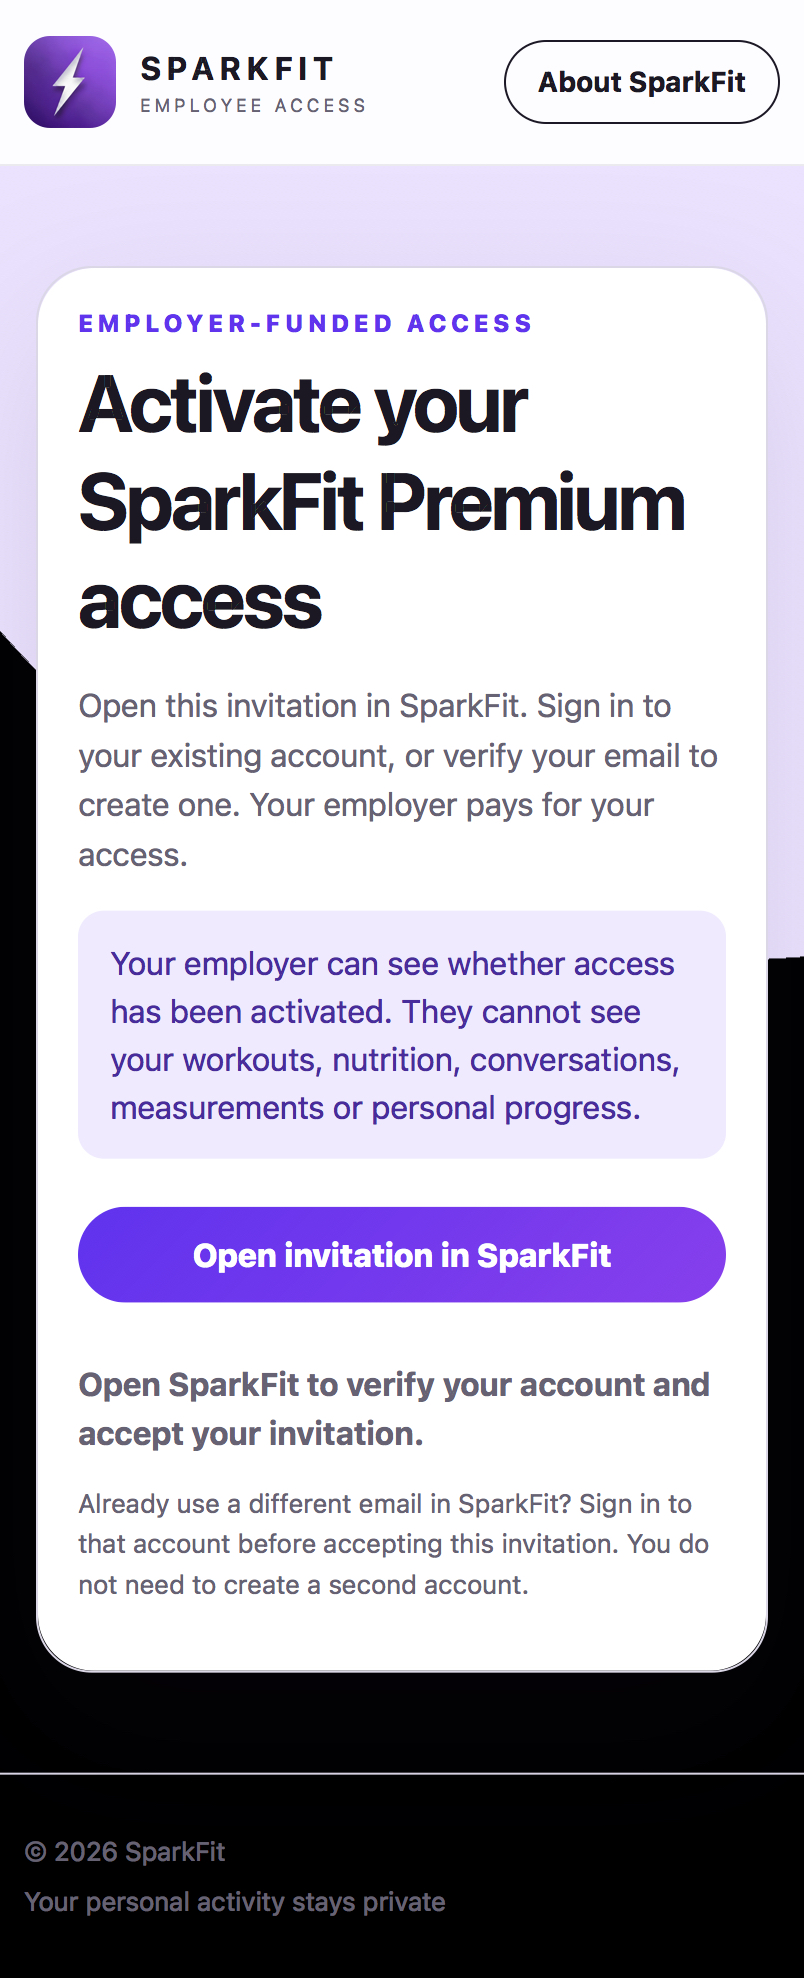 SPARKFIT
EMPLOYEE ACCESS
About SparkFit
EMPLOYER-FUNDED ACCESS
Activate your
SparkFit Premium
access
Open this invitation in SparkFit. Sign in to
your existing account, or verify your email to
create one. Your employer pays for your
access.
Your employer can see whether access
has been activated. They cannot see
your workouts, nutrition, conversations,
measurements or personal progress.
Open invitation in SparkFit
Open SparkFit to verify your account and
accept your invitation.
Already use a different email in SparkFit? Sign in to
that account before accepting this invitation. You do
not need to create a second account.
© 2026 SparkFit
Your personal activity stays private